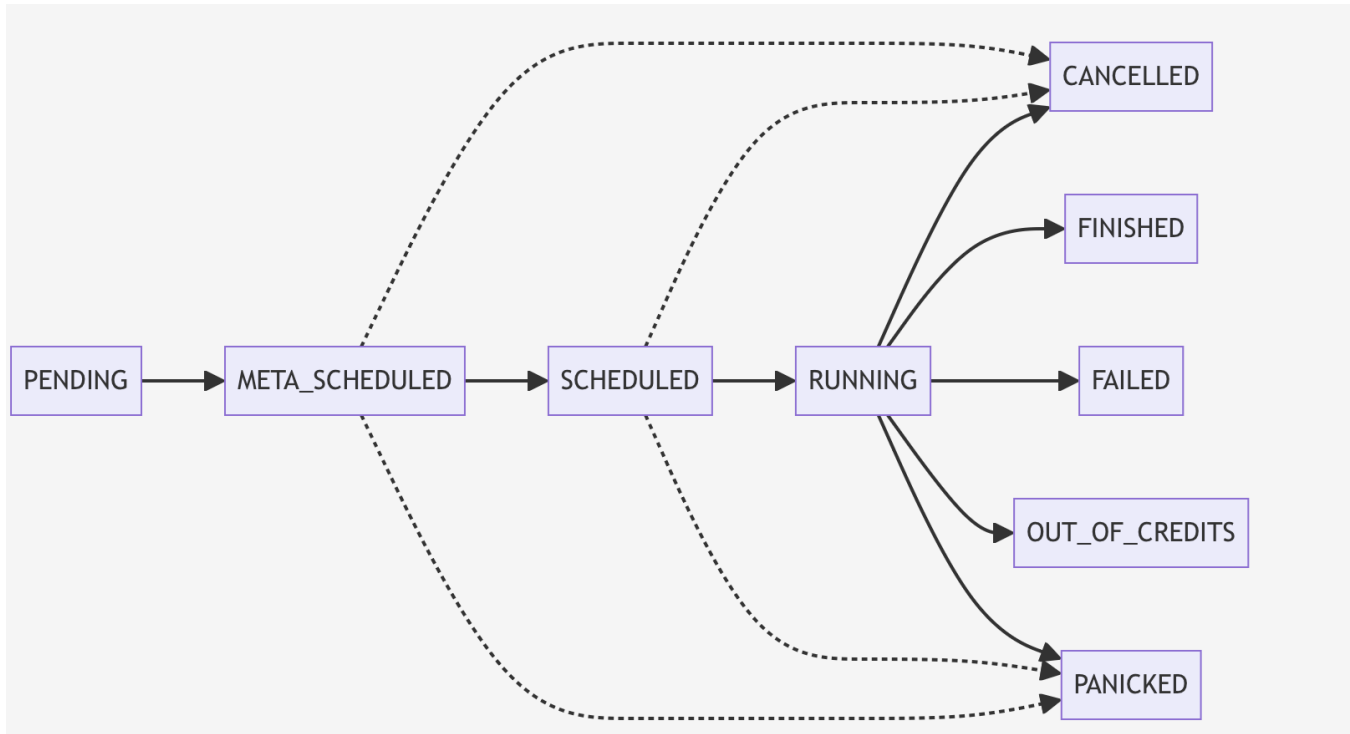 CANCELLED
FINISHED
PENDING
META_SCHEDULED
SCHEDULED
RUNNING
FAILED
OUT_OF_CREDITS
PANICKED